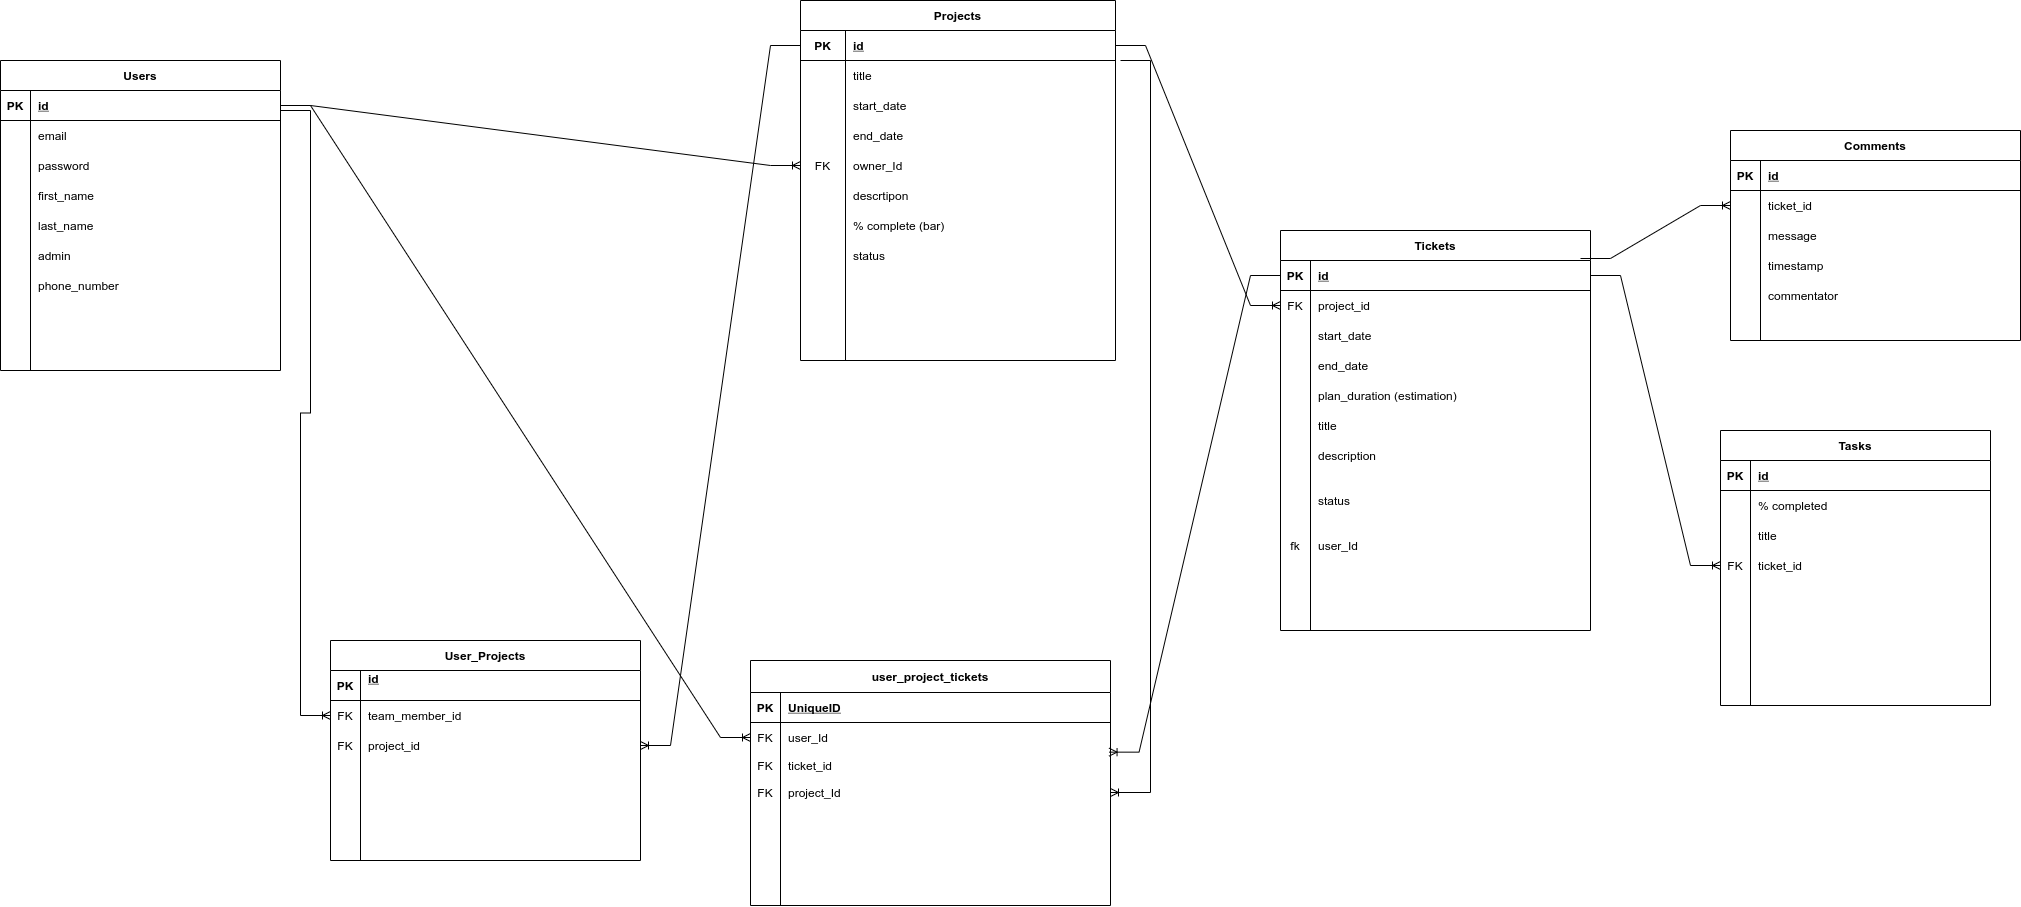 Projects
PK id
title
start_date
end_date
FK owner_Id
descrtipon
% complete (bar)
status
Users
PK id
email
password
first_name
last_name
admin
phone_number
Comments
PK id
ticket_id
message
timestamp
commentator
Tickets
PK id
FK project_id
start_date
end_date
plan_duration (estimation)
title
description
status
fk user_Id
Tasks
PK id
% completed
title
FK ticket_id
User_Projects
PK id
FK team_member_id
FK project_id
user_project_tickets
PK UniqueID
FK user_Id
FK ticket_id
FK project_Id